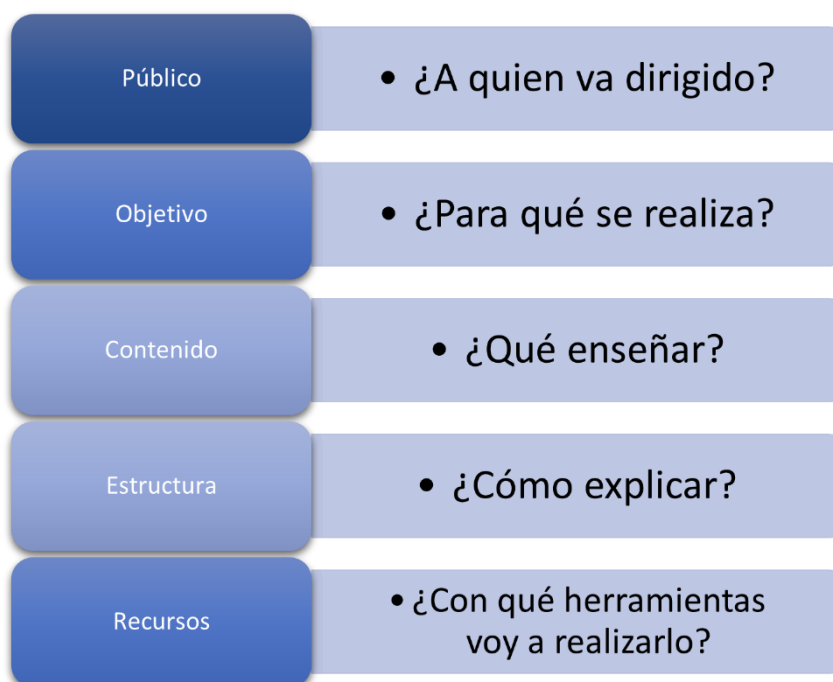 Público
• ¿A quien va dirigido?
Objetivo
• ¿Para qué se realiza?
Contenido
• ¿Qué enseñar?
Estructura
• ¿Cómo explicar?
Recursos
• ¿Con qué herramientas
voy a realizarlo?